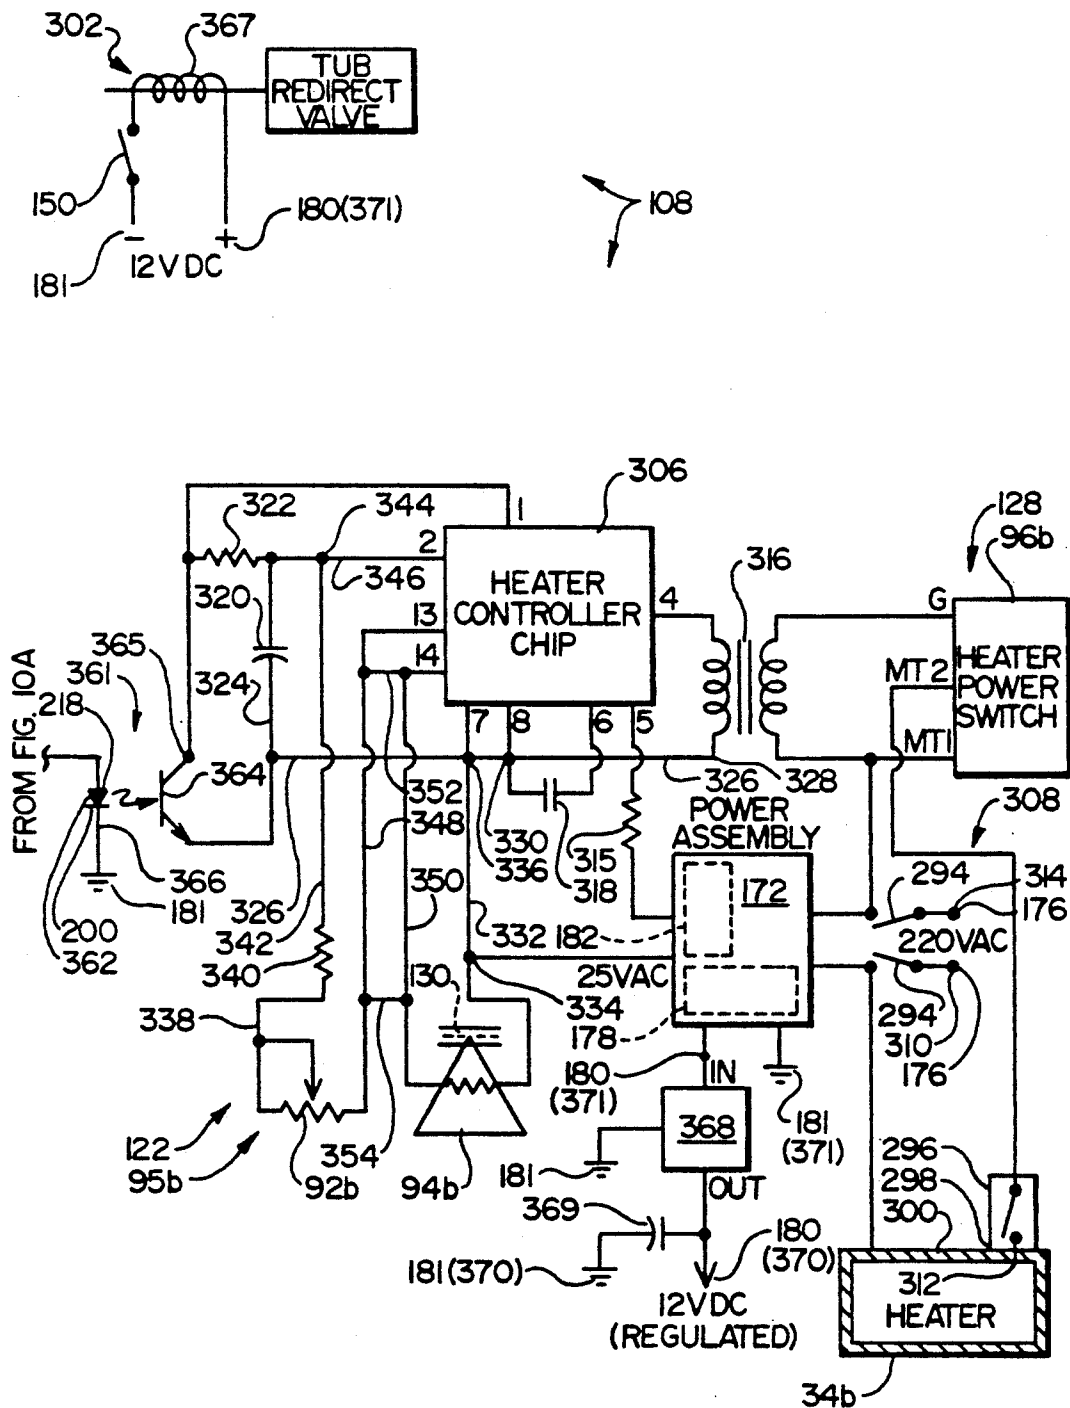 302
367
TUB
REDIRECT
VALVE
150
180(371)
108
181
12VDC
306
322
344
1
128
2
96b
346
HEATER
CONTROLLER
CHIP
316
320
4
G
13
365
361
14
HEATER
POWER
SWITCH
MT2
218
324
7
8
6
5
MT1
FROM FIG. 10A
364
326
328
352
POWER
ASSEMBLY
308
348
330
336
315
318
366
181
350
172
294
314
176
200
362
326
342
340
332
182
220VAC
25VAC
130
334
178
294
310
176
338
180
(371)
IN
181
(371)
368
122
95b
354
296
298
300
92b
94b
181
OUT
369
180
(370)
181(370)
312
HEATER
12VDC
(REGULATED)
34b